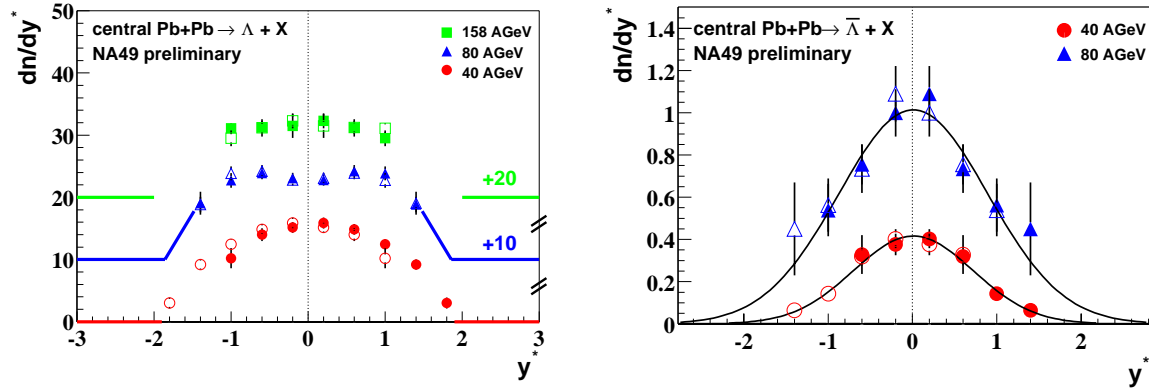 central Pb+Pb → Λ + X
NA49 preliminary
158 AGeV
80 AGeV
40 AGeV
dn/dy*
50
40
30
20
10
0
+20
+10
-3 -2 -1 0 1 2 3
y*
central Pb+Pb → Λ̅ + X
NA49 preliminary
40 AGeV
80 AGeV
dn/dy*
1.4
1.2
1
0.8
0.6
0.4
0.2
0
-2 -1 0 1 2
y*